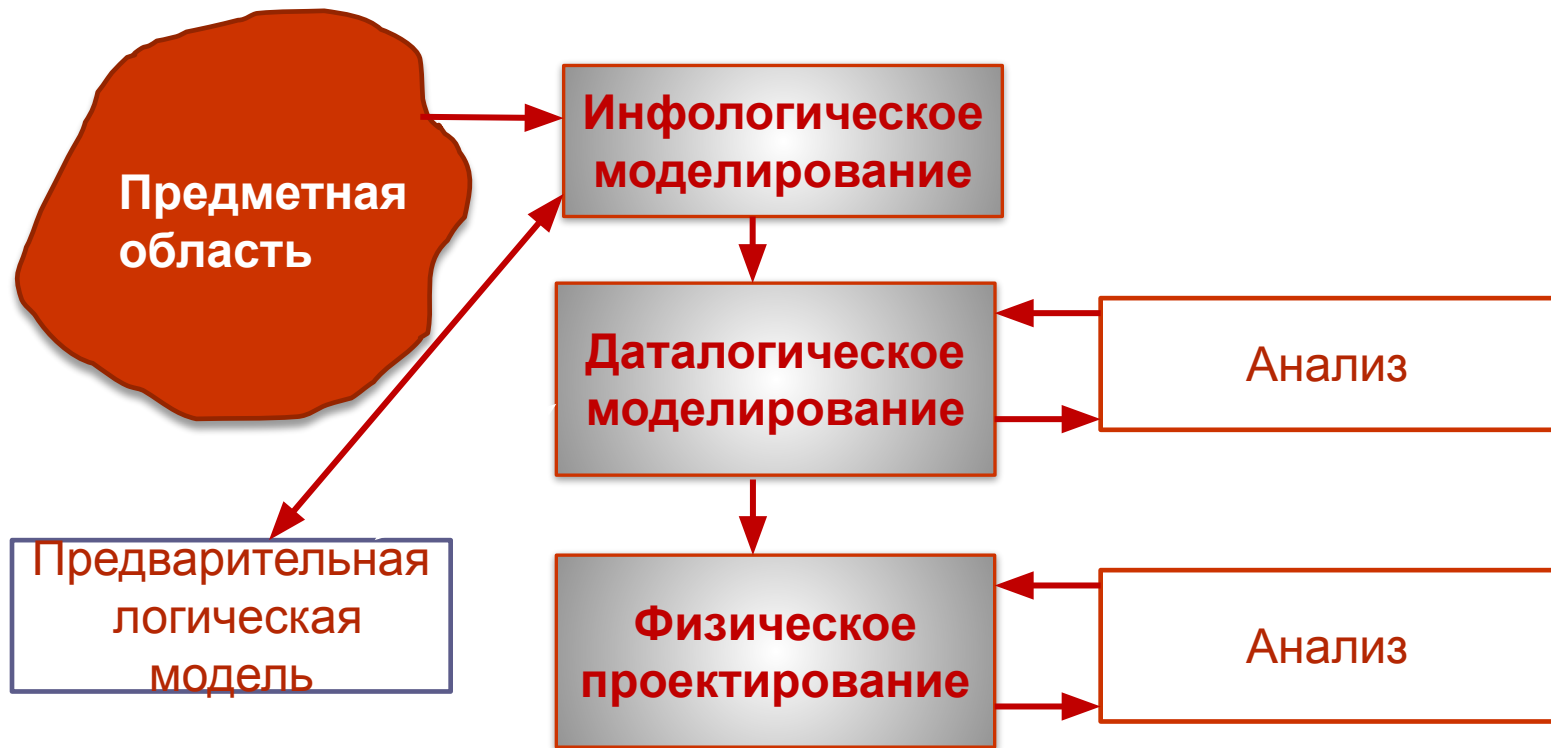 Предметная
область
Инфологическое
моделирование
Даталогическое
моделирование
Анализ
Предварительная
логическая
модель
Физическое
проектирование
Анализ